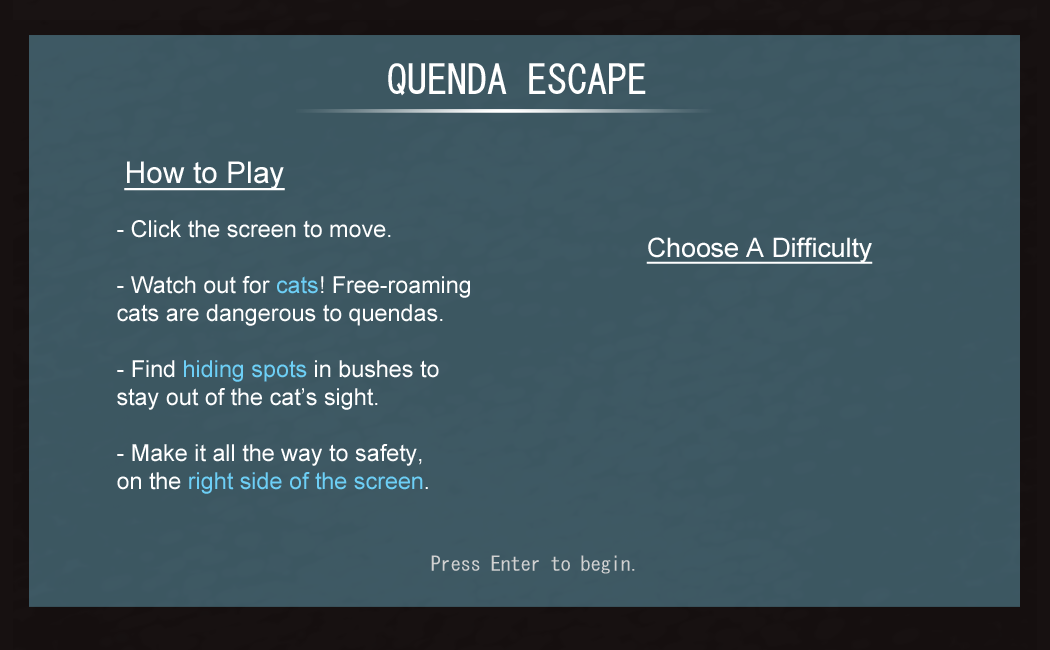 QUENDA ESCAPE
How to Play
- Click the screen to move.
- Watch out for cats! Free-roaming
cats are dangerous to quendas.
- Find hiding spots in bushes to
stay out of the cat’s sight.
- Make it all the way to safety,
on the right side of the screen.
Choose A Difficulty
Press Enter to begin.